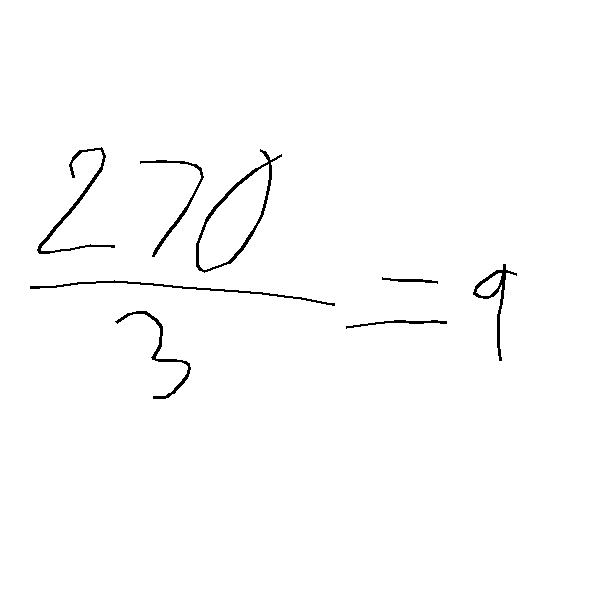 270/3 = 9